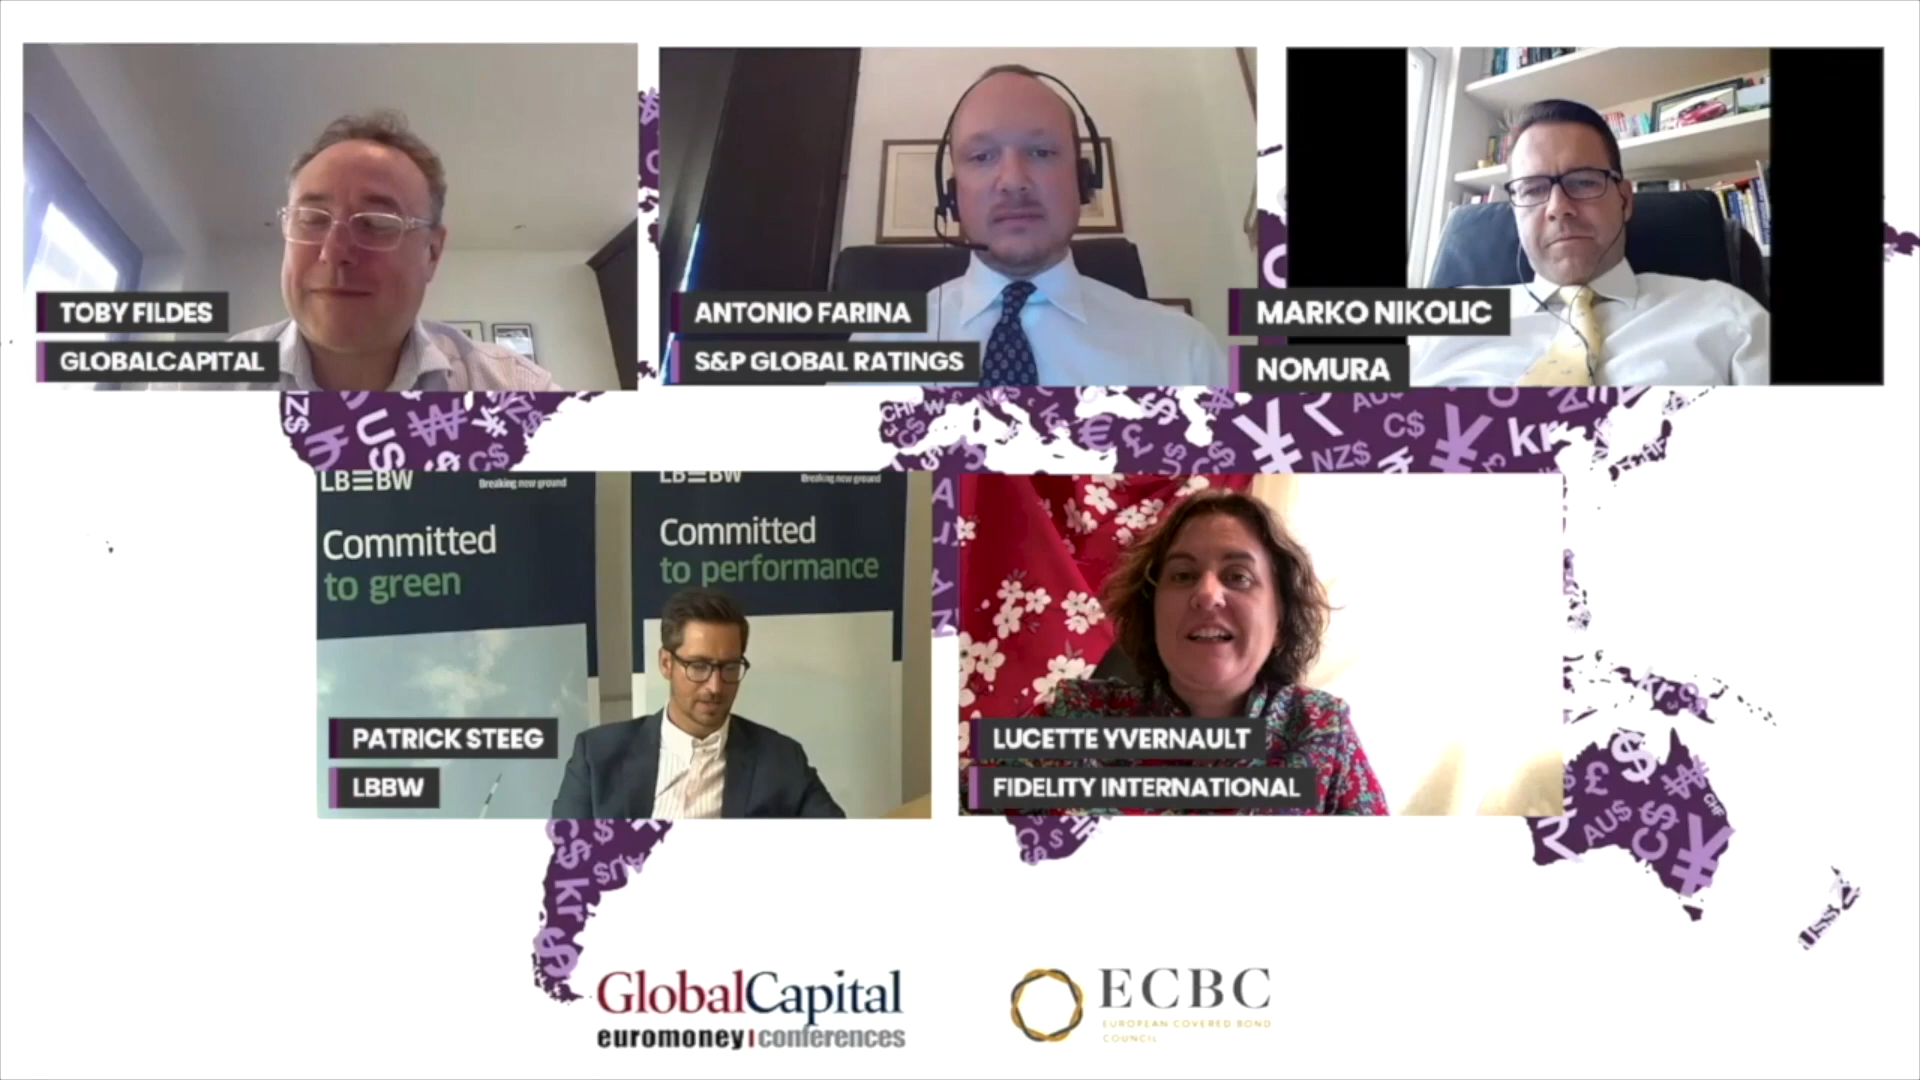 TOBY FILDES
GLOBALCAPITAL
ANTONIO FARINA
S&P GLOBAL RATINGS
MARKO NIKOLIC
NOMURA
LBBW
Breaking new ground
Committed
to green
LBBW
Breaking new ground
Committed
to performance
PATRICK STEEG
LBBW
LUCETTE YVERNAULT
FIDELITY INTERNATIONAL
GlobalCapital
euromoney conferences
ECBC
EUROPEAN COVERED BOND
COUNCIL